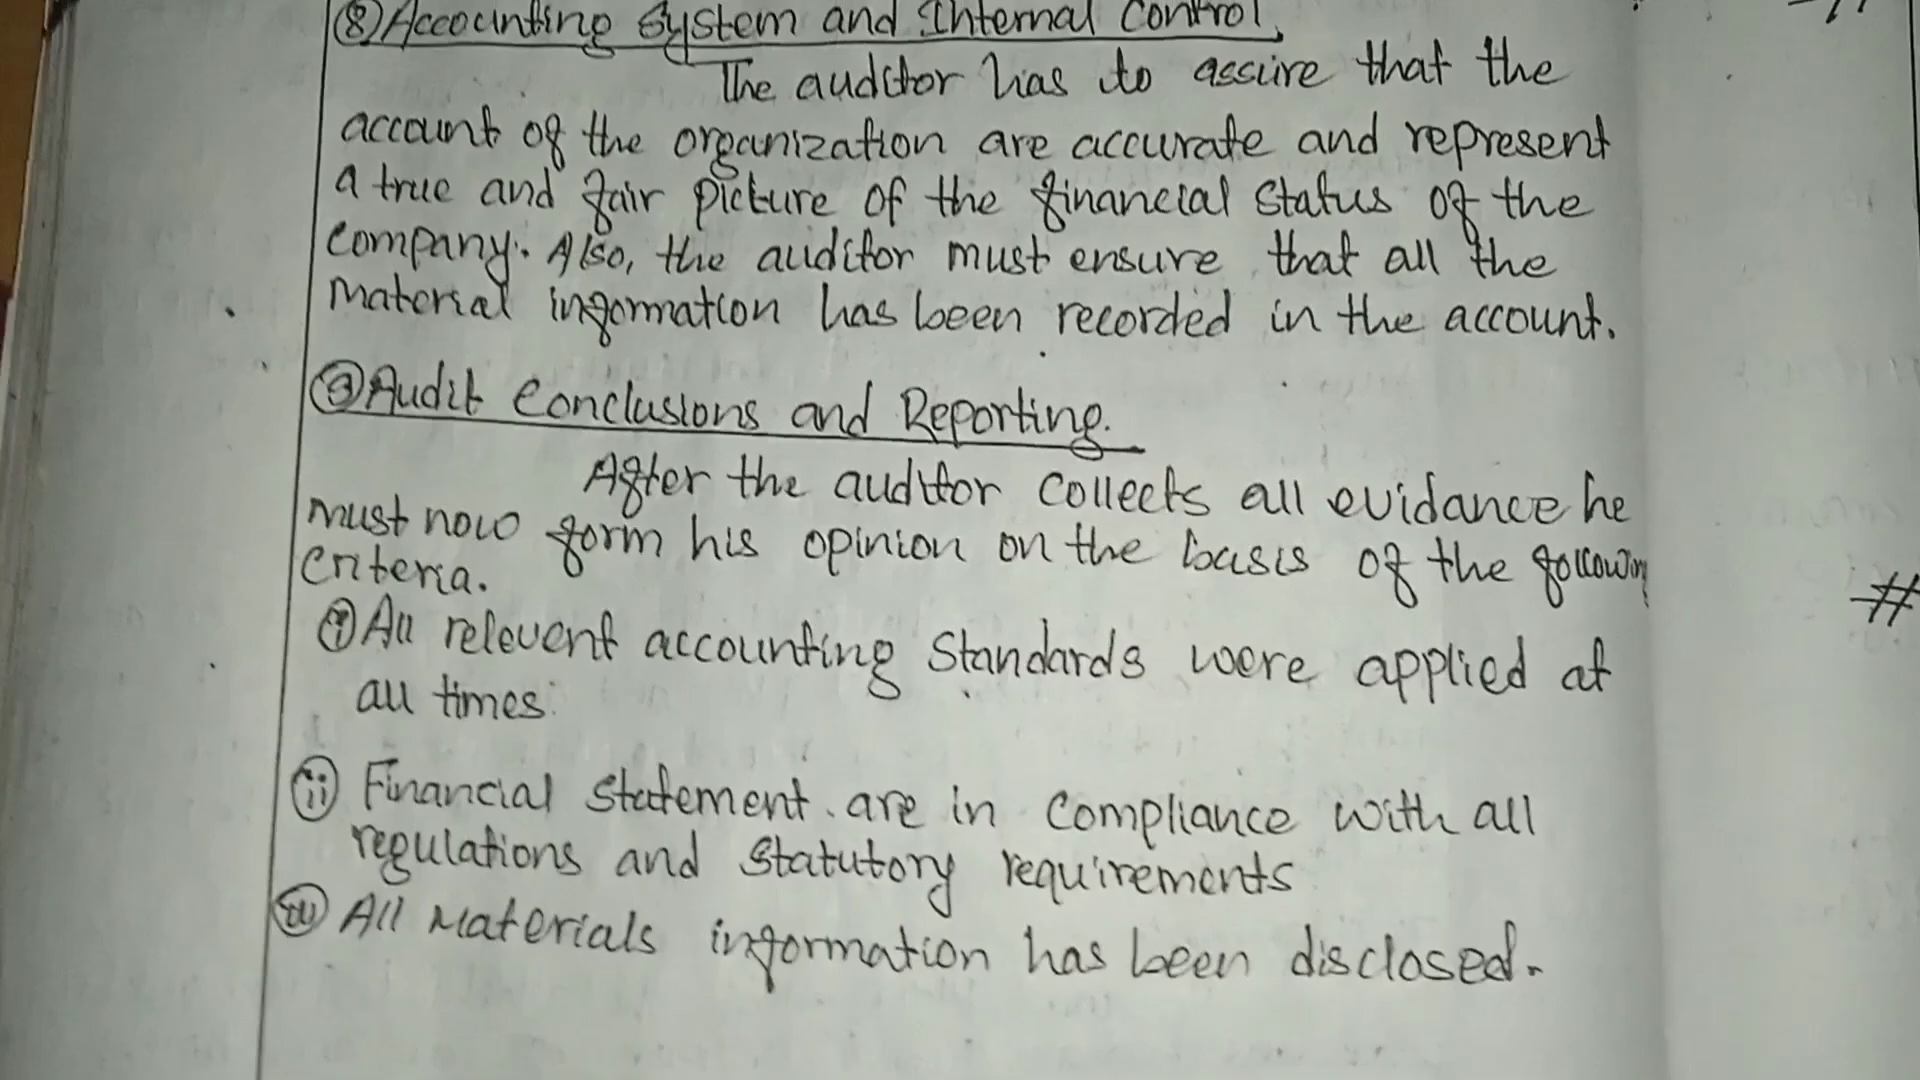 ⑧ Accounting System and Internal Control.
The auditor has to assure that the
account of the organization are accurate and represent
a true and fair picture of the financial status of the
company. Also, the auditor must ensure that all the
material information has been recorded in the account.
⑨ Audit Conclusions and Reporting.
After the auditor collects all evidance he
must now form his opinion on the basis of the following
criteria.
(i) All relevent accounting Standards were applied at
all times.
(ii) Financial Statement are in compliance with all
regulations and statutory requirements
(iii) All Materials information has been disclosed.
#